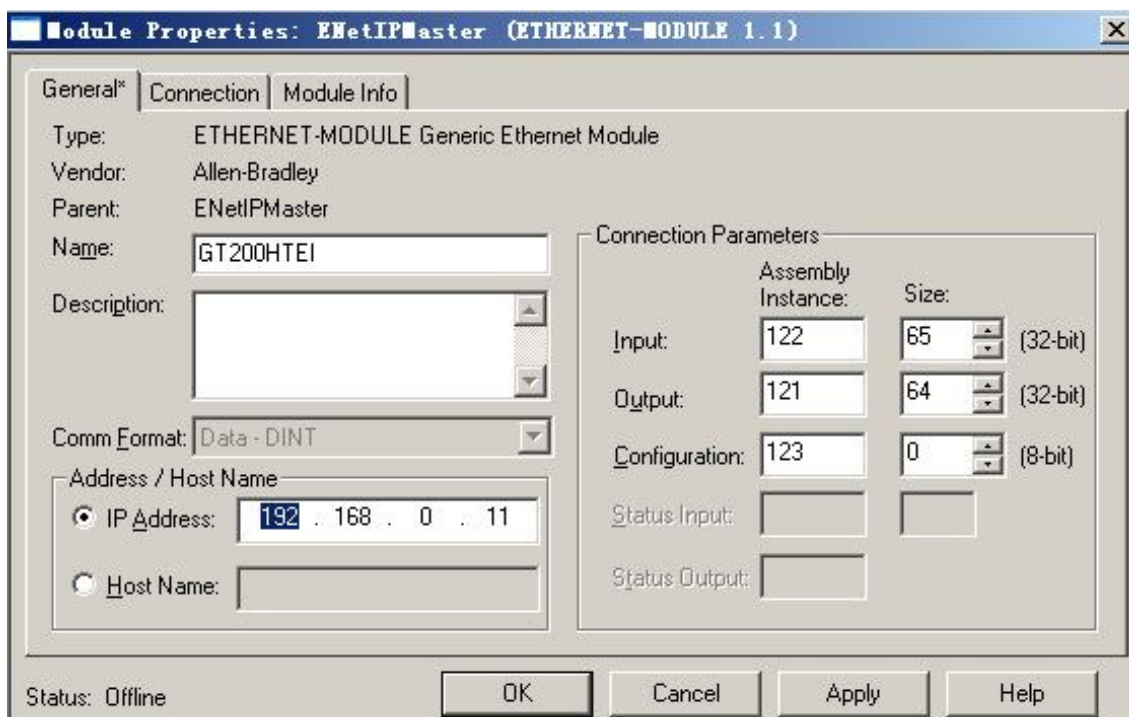 Module Properties: ENetIPMaster (ETHERNET-MODULE 1.1)
General* Connection Module Info
Type: ETHERNET-MODULE Generic Ethernet Module
Vendor: Allen-Bradley
Parent: ENetIPMaster
Name: GT200HTEI
Description:
Comm Format: Data - DINT
Address / Host Name
IP Address: 192 . 168 . 0 . 11
Host Name:
Connection Parameters
Assembly
Instance: Size:
Input: 122 65 (32-bit)
Output: 121 64 (32-bit)
Configuration: 123 0 (8-bit)
Status Input:
Status Output:
Status: Offline OK Cancel Apply Help